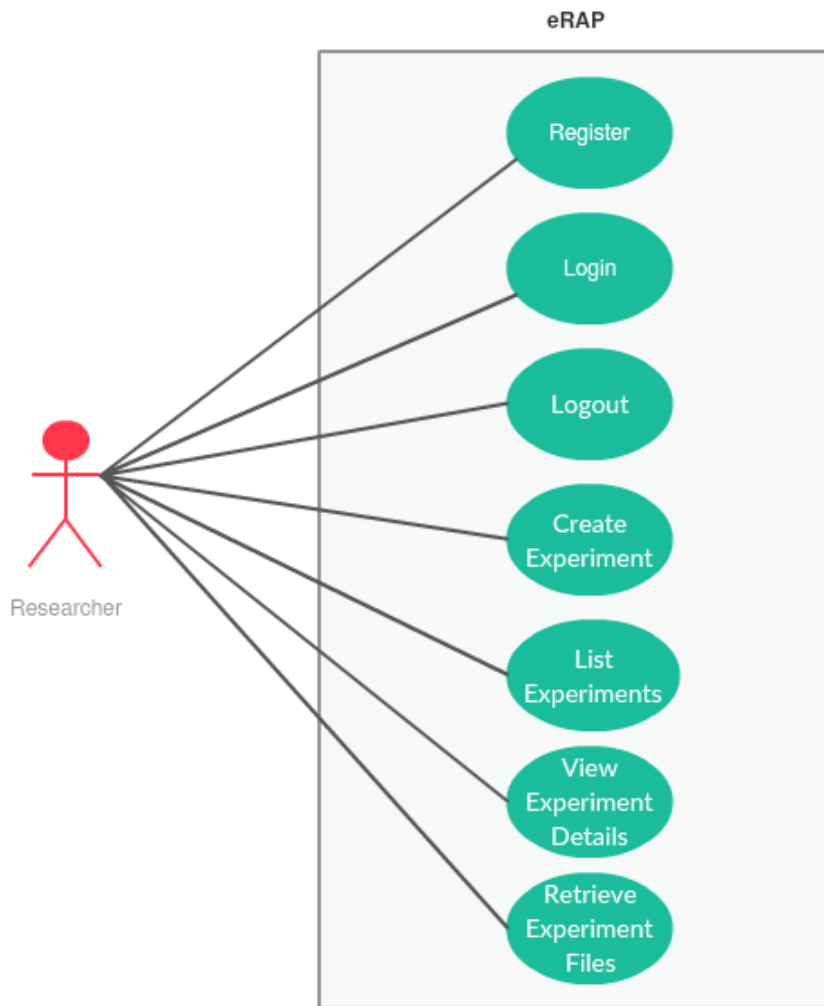 eRAP
Register
Login
Logout
Create
Experiment
List
Experiments
View
Experiment
Details
Retrieve
Experiment
Files
Researcher